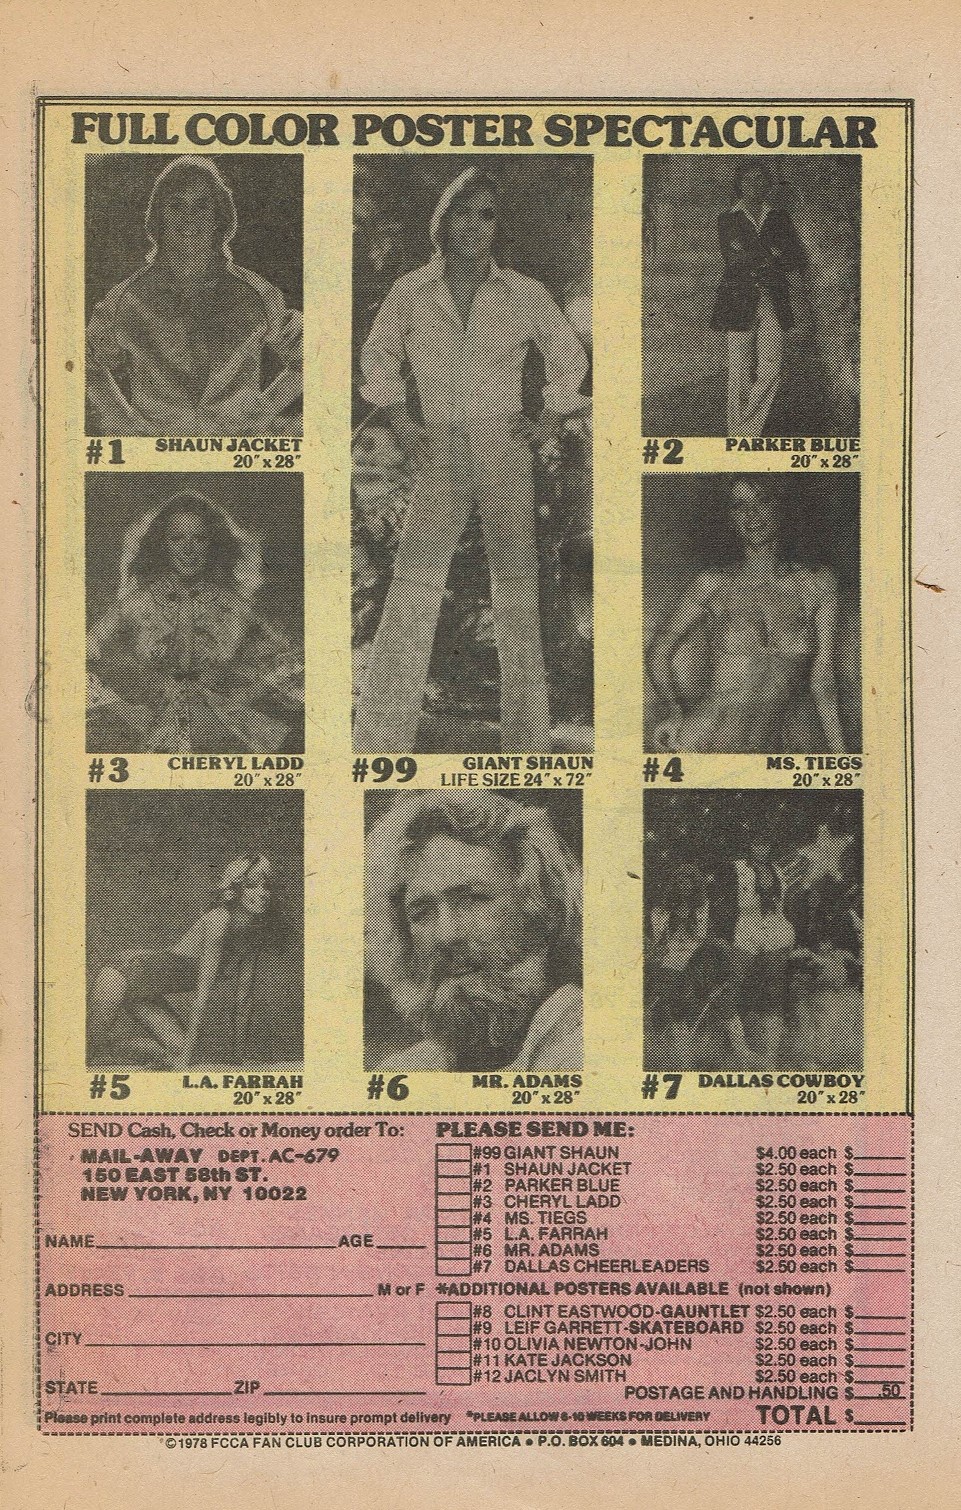 FULL COLOR POSTER SPECTACULAR
#1 SHAUN JACKET
20" x 28"
#99 GIANT SHAUN
LIFE SIZE 24" x 72"
#2 PARKER BLUE
20" x 28"
#3 CHERYL LADD
20" x 28"
#4 MS. TIEGS
20" x 28"
#5 L.A. FARRAH
20" x 28"
#6 MR. ADAMS
20" x 28"
#7 DALLAS COWBOY
20" x 28"
SEND Cash, Check or Money order To:
MAIL-AWAY DEPT. AC-679
150 EAST 58th ST.
NEW YORK, NY 10022
NAME AGE
ADDRESS M or F
CITY
STATE ZIP
Please print complete address legibly to insure prompt delivery
*PLEASE ALLOW 6-10 WEEKS FOR DELIVERY
PLEASE SEND ME:
#99 GIANT SHAUN $4.00 each $
#1 SHAUN JACKET $2.50 each $
#2 PARKER BLUE $2.50 each $
#3 CHERYL LADD $2.50 each $
#4 MS. TIEGS $2.50 each $
#5 L.A. FARRAH $2.50 each $
#6 MR. ADAMS $2.50 each $
#7 DALLAS CHEERLEADERS $2.50 each $
*ADDITIONAL POSTERS AVAILABLE (not shown)
#8 CLINT EASTWOOD-GAUNTLET $2.50 each $
#9 LEIF GARRETT-SKATEBOARD $2.50 each $
#10 OLIVIA NEWTON-JOHN $2.50 each $
#11 KATE JACKSON $2.50 each $
#12 JACLYN SMITH $2.50 each $
POSTAGE AND HANDLING $ .50
TOTAL $
©1978 FCCA FAN CLUB CORPORATION OF AMERICA • P.O. BOX 604 • MEDINA, OHIO 44256